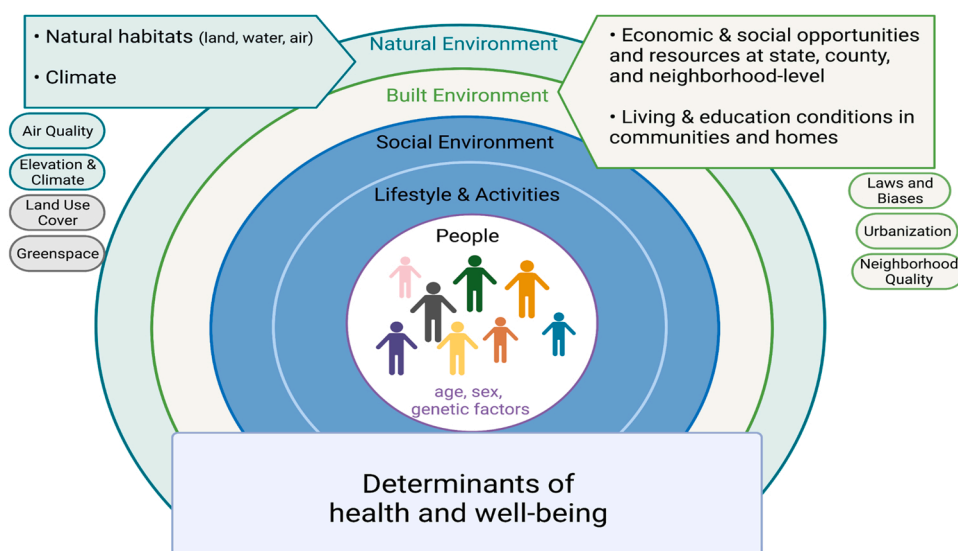 • Natural habitats (land, water, air)
• Climate
Natural Environment
Built Environment
Social Environment
Lifestyle & Activities
People
age, sex,
genetic factors
• Economic & social opportunities
and resources at state, county,
and neighborhood-level
• Living & education conditions in
communities and homes
Air Quality
Elevation &
Climate
Land Use
Cover
Greenspace
Laws and
Biases
Urbanization
Neighborhood
Quality
Determinants of
health and well-being